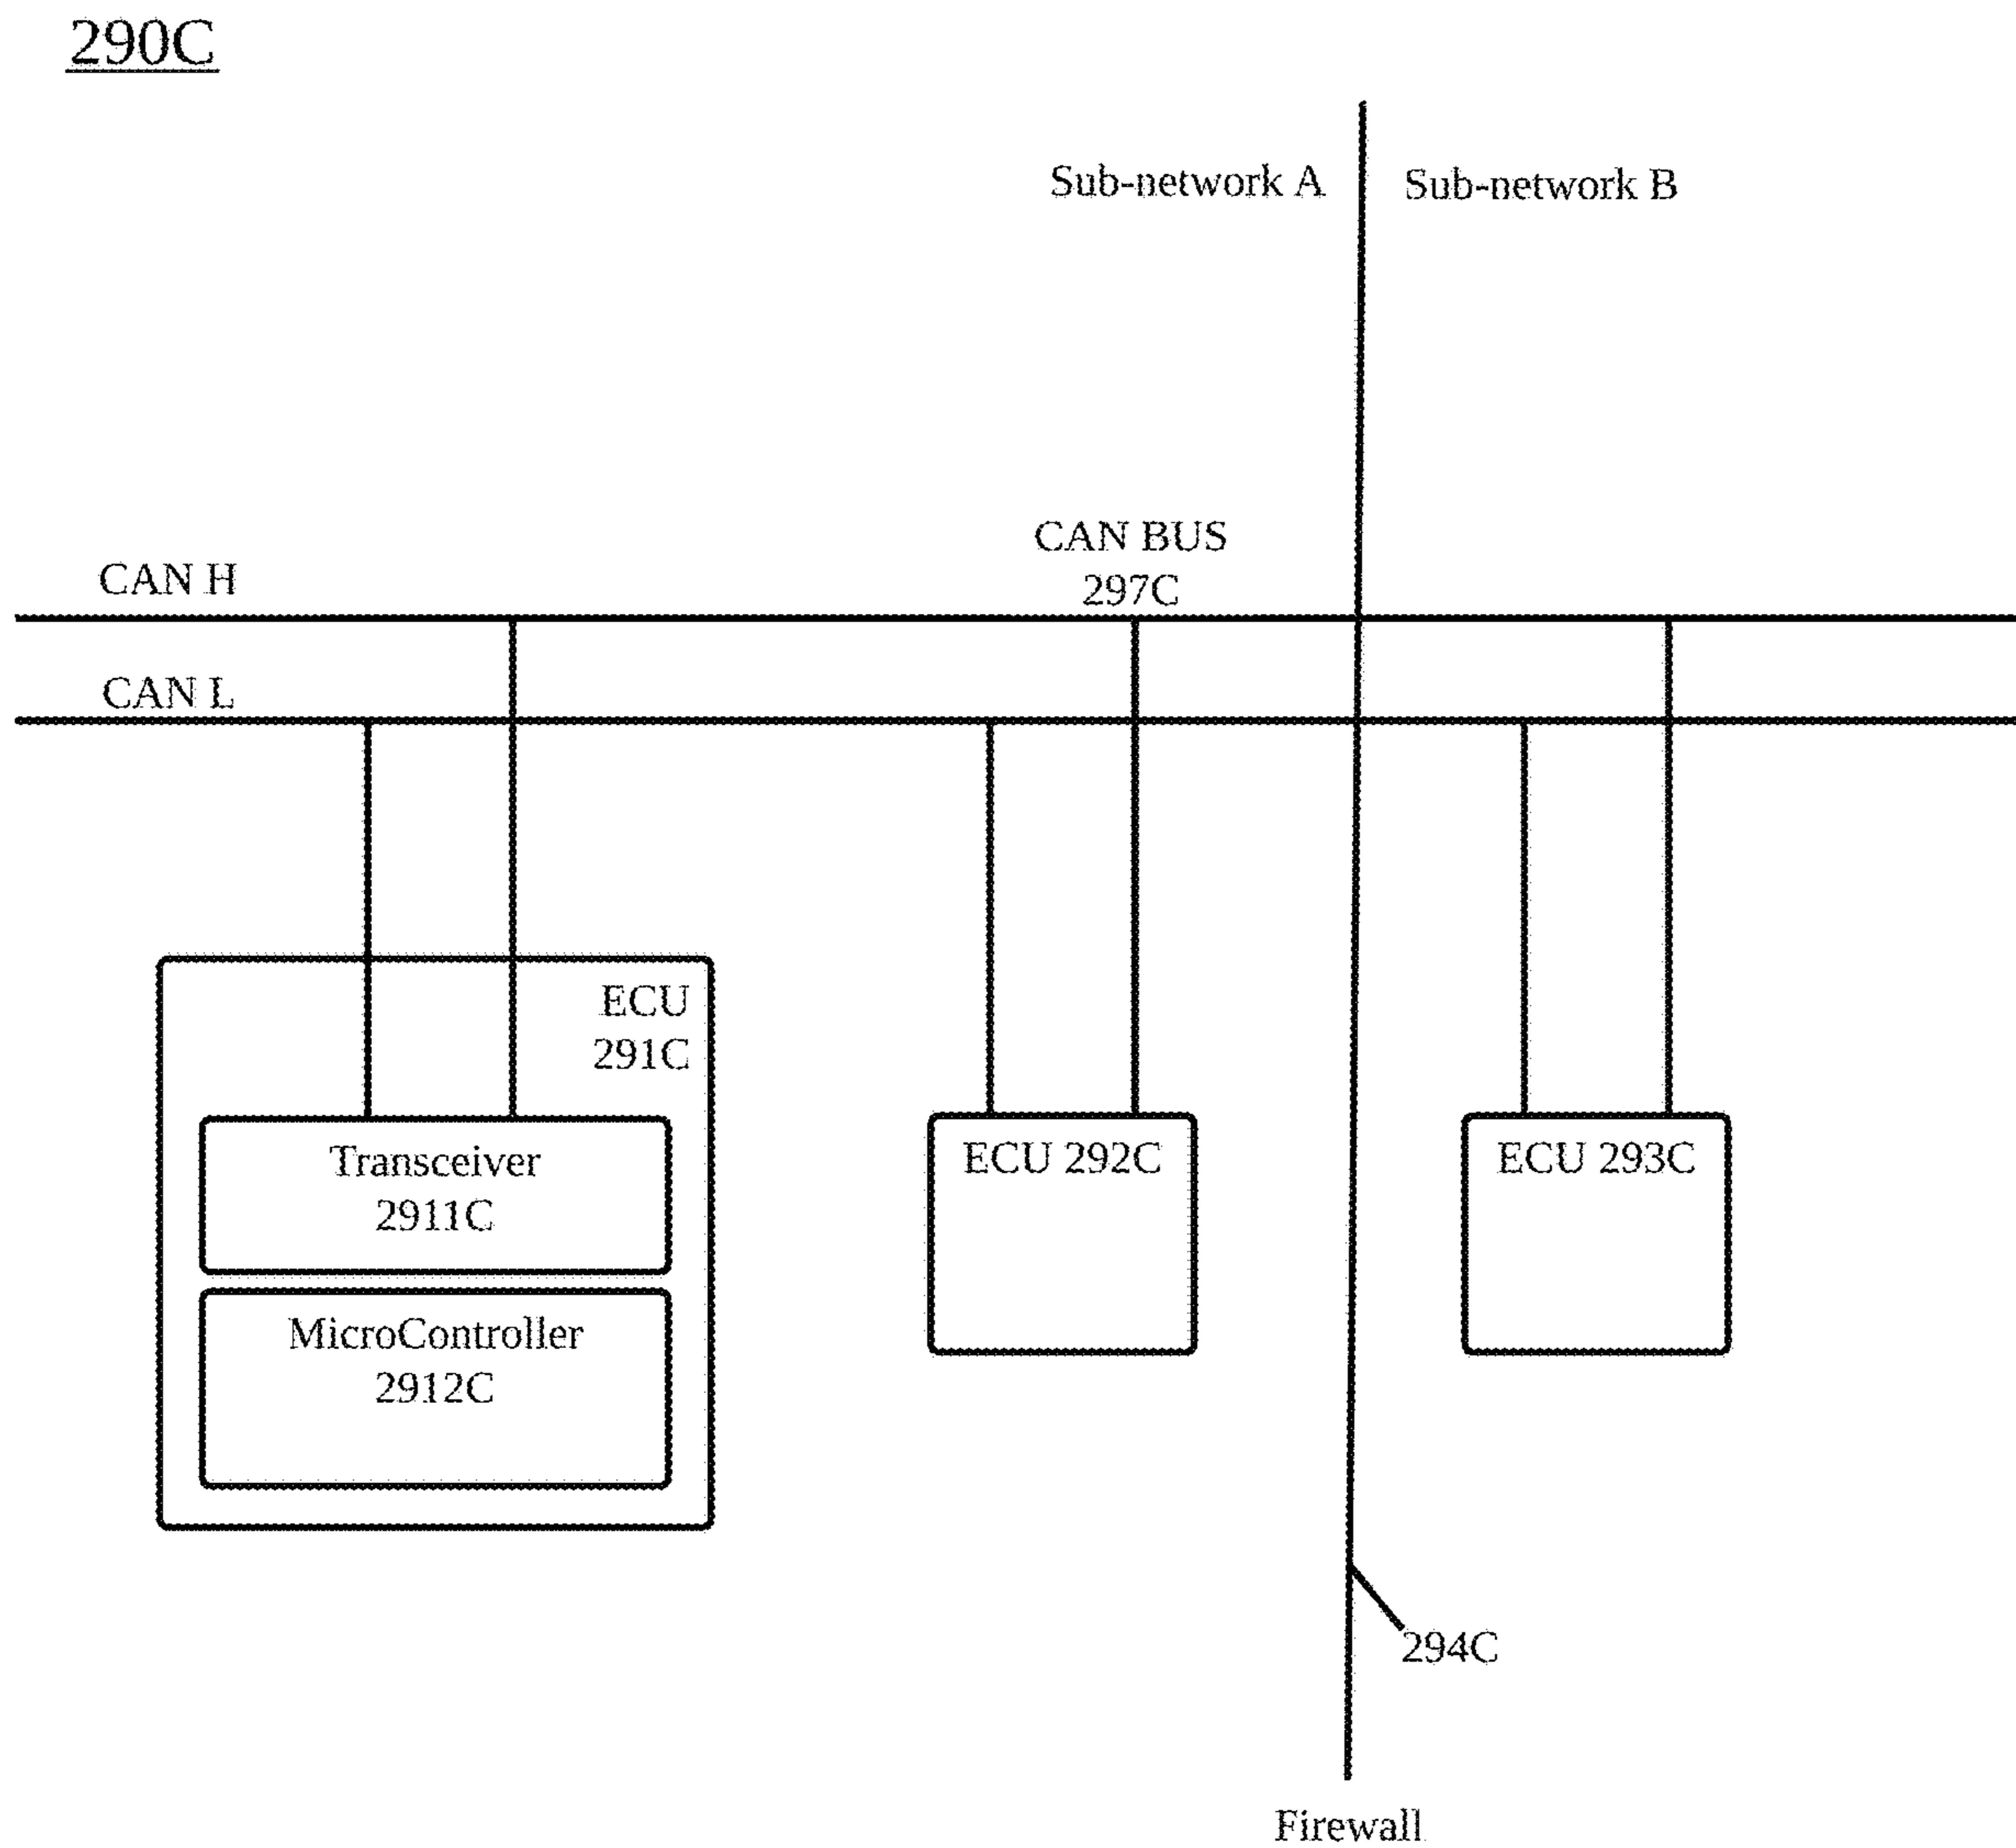 290C
Sub-network A
Sub-network B
CAN BUS
297C
CAN H
CAN L
ECU
291C
Transceiver
2911C
MicroController
2912C
ECU 292C
ECU 293C
294C
Firewall